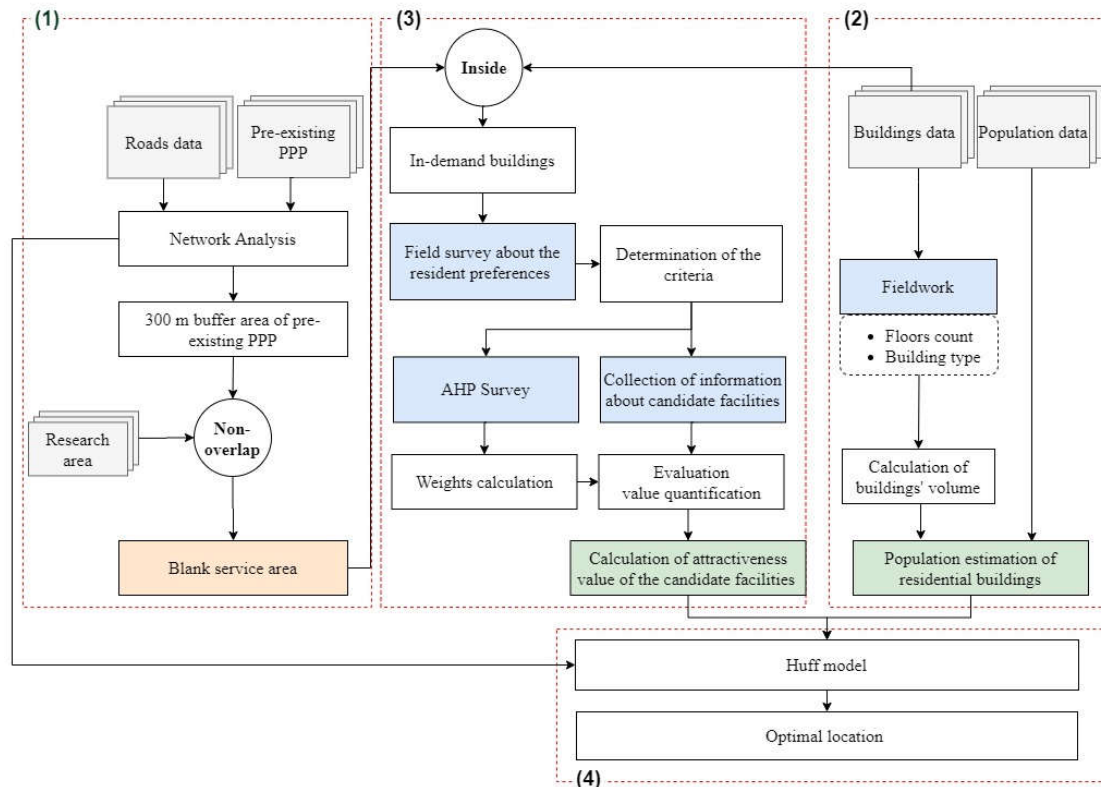 (1)
Roads data
Pre-existing
PPP
Network Analysis
300 m buffer area of pre-
existing PPP
Research
area
Non-
overlap
Blank service area
(3)
Inside
In-demand buildings
Field survey about the
resident preferences
Determination of the
criteria
AHP Survey
Collection of information
about candidate facilities
Weights calculation
Evaluation
value quantification
Calculation of attractiveness
value of the candidate facilities
(2)
Buildings data
Population data
Fieldwork
• Floors count
• Building type
Calculation of
buildings' volume
Population estimation of
residential buildings
Huff model
Optimal location
(4)